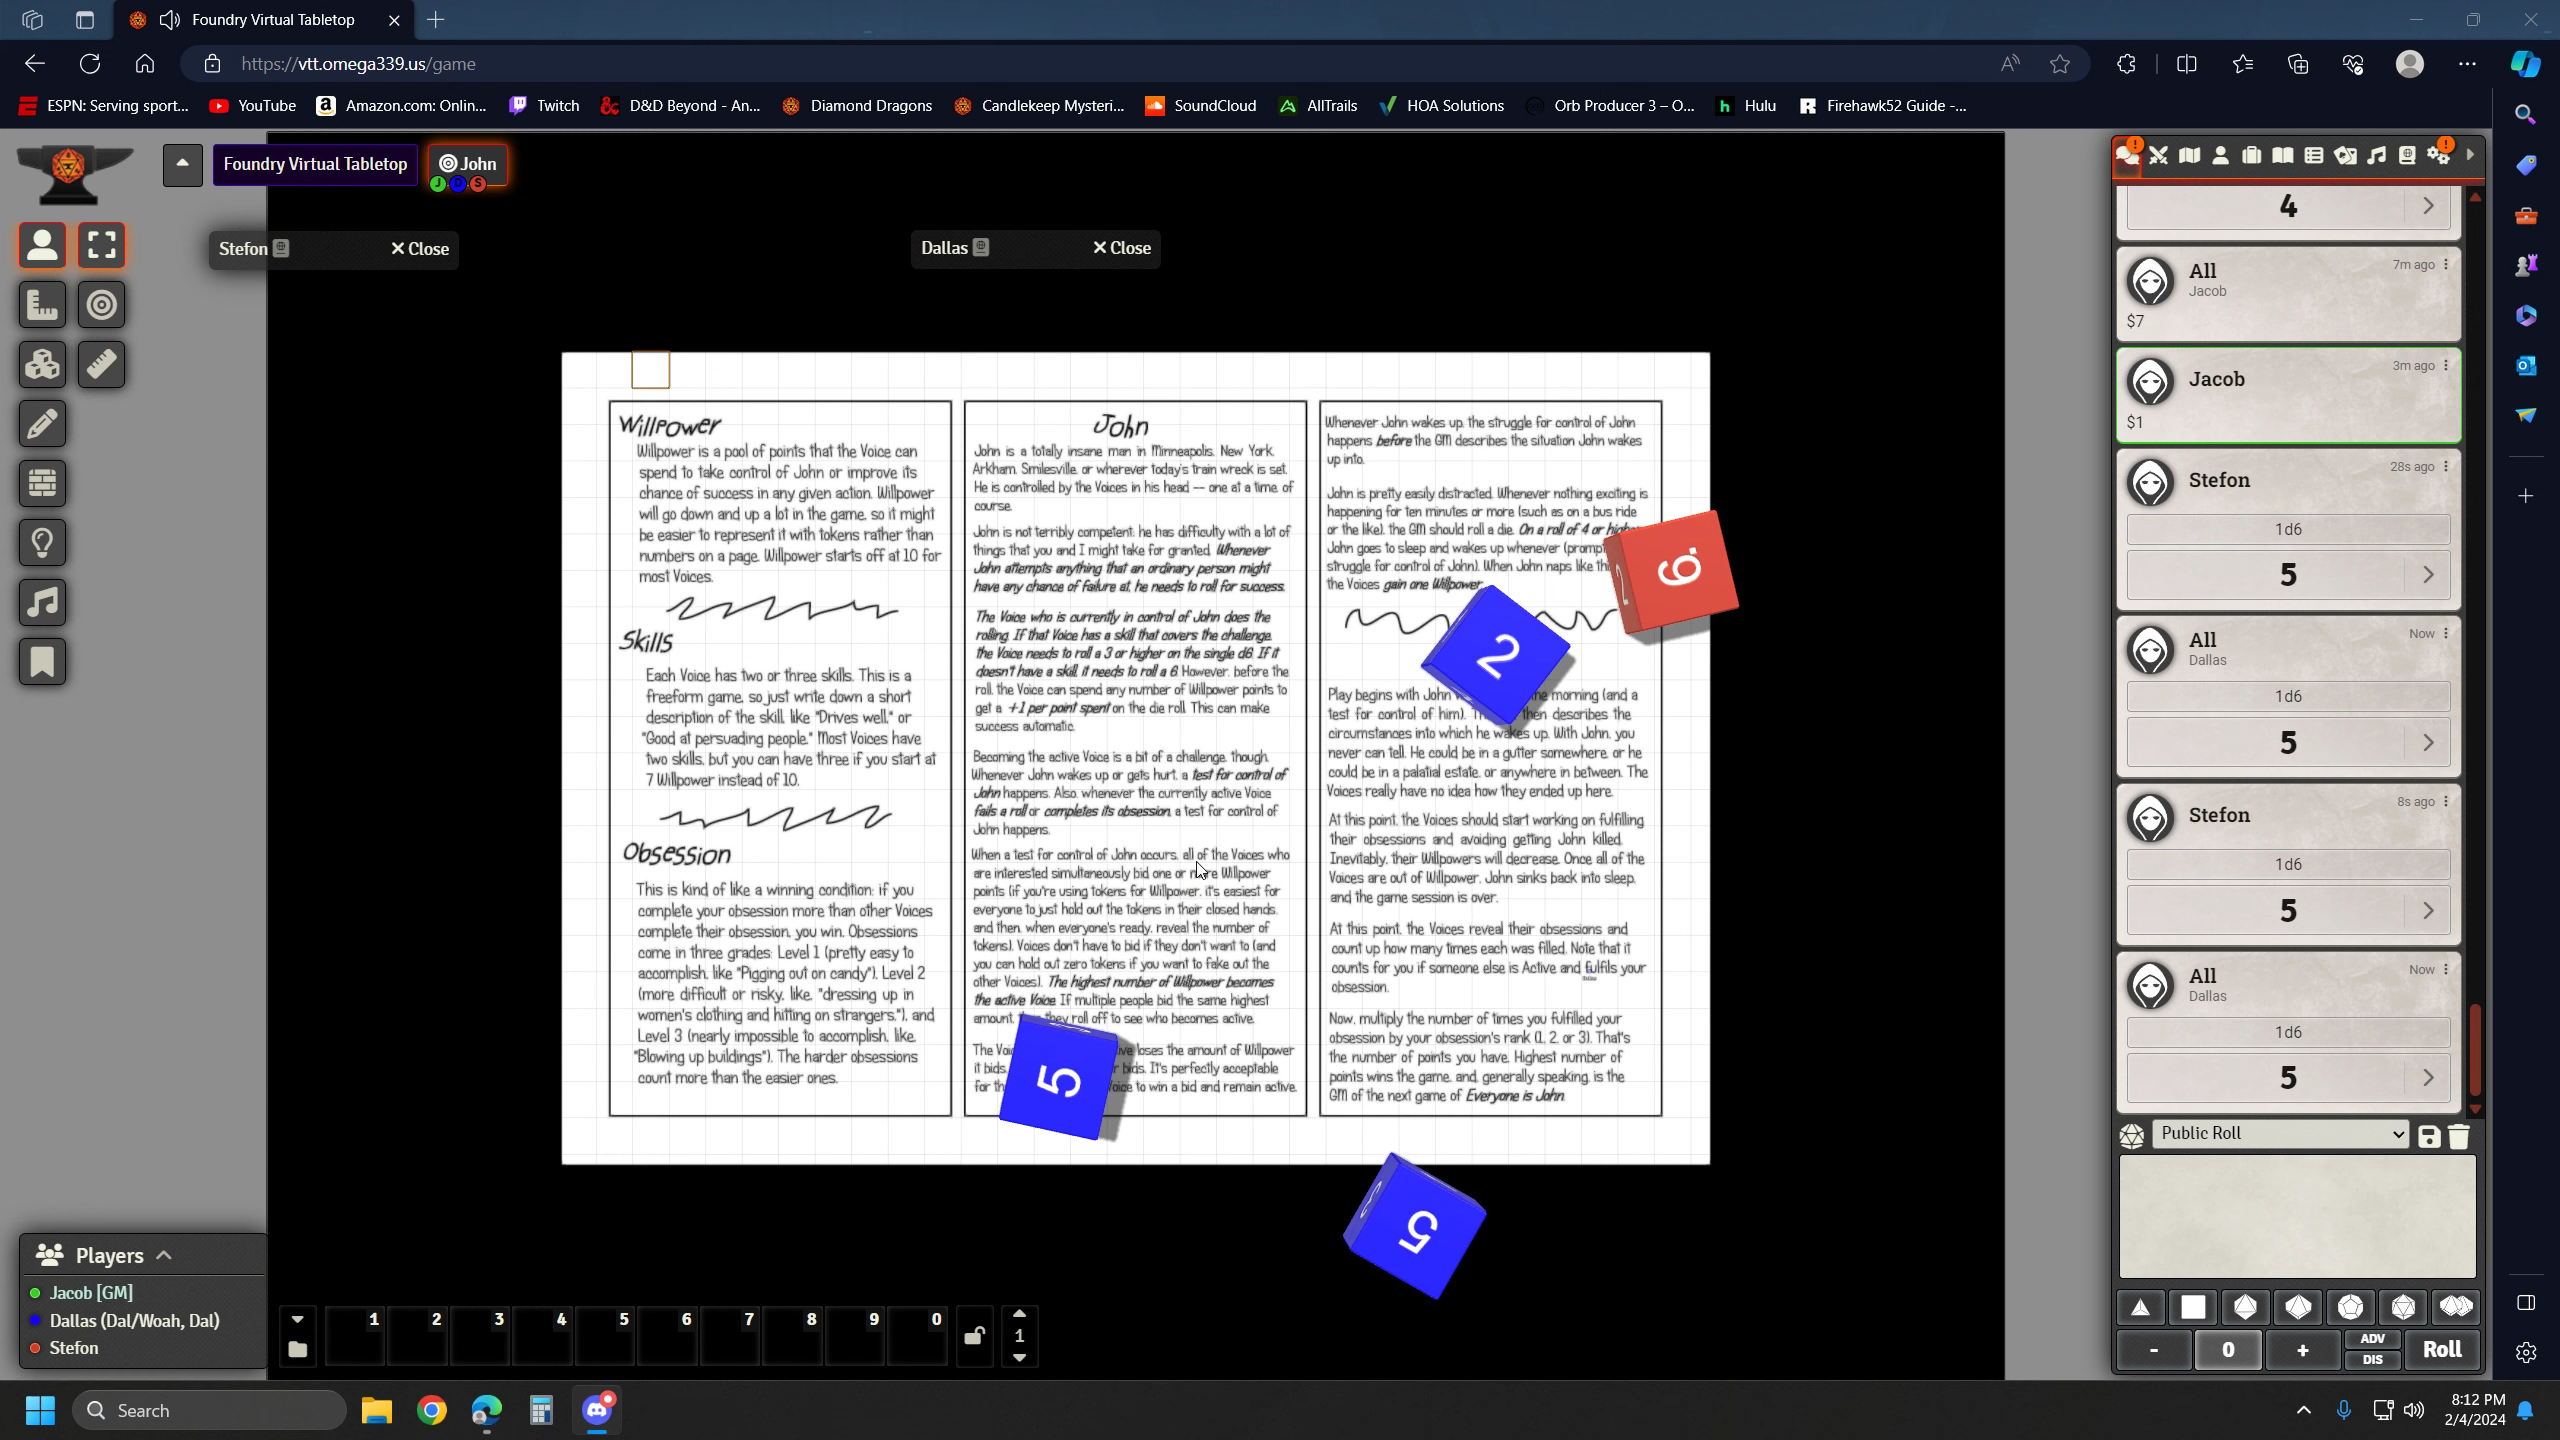 Foundry Virtual Tabletop
https://vtt.omega339.us/game
ESPN: Serving sport...
YouTube
Amazon.com: Onlin...
Twitch
D&D Beyond - An...
Diamond Dragons
Candlekeep Mysteri...
SoundCloud
AllTrails
HOA Solutions
Orb Producer 3 – O...
Hulu
Firehawk52 Guide -...
Foundry Virtual Tabletop
John
J D S
Stefon
Close
Dallas
Close
Willpower
Willpower is a pool of points that the Voice can
spend to take control of John or improve its
chance of success in any given action. Willpower
will go down and up a lot in the game, so it might
be easier to represent it with tokens rather than
numbers on a page. Willpower starts off at 10 for
most Voices.
Skills
Each Voice has two or three skills. This is a
freeform game, so just write down a short
description of the skill, like "Drives well," or
"Good at persuading people." Most Voices have
two skills, but you can have three if you start at
7 Willpower instead of 10.
Obsession
This is kind of like a winning condition: if you
complete your obsession more than other Voices
complete their obsession, you win. Obsessions
come in three grades: Level 1 (pretty easy to
accomplish, like "Pigging out on candy"), Level 2
(more difficult or risky, like, "dressing up in
women's clothing and hitting on strangers,"), and
Level 3 (nearly impossible to accomplish, like,
"Blowing up buildings"). The harder obsessions
count more than the easier ones.
John
John is a totally insane man in Minneapolis, New York,
Arkham, Smilesville, or wherever today's train wreck is set.
He is controlled by the Voices in his head -- one at a time, of
course.
John is not terribly competent; he has difficulty with a lot of
things that you and I might take for granted. Whenever
John attempts anything that an ordinary person might
have any chance of failure at, he needs to roll for success.
The Voice who is currently in control of John does the
rolling. If that Voice has a skill that covers the challenge,
the Voice needs to roll a 3 or higher on the single d6. If it
doesn't have a skill, it needs to roll a 6. However, before the
roll, the Voice can spend any number of Willpower points to
get a +1 per point spent on the die roll. This can make
success automatic.
Becoming the active Voice is a bit of a challenge, though.
Whenever John wakes up or gets hurt, a test for control of
John happens. Also, whenever the currently active Voice
fails a roll or completes its obsession, a test for control of
John happens.
When a test for control of John occurs, all of the Voices who
are interested simultaneously bid one or more Willpower
points (if you're using tokens for Willpower, it's easiest for
everyone to just hold out the tokens in their closed hands,
and then, when everyone's ready, reveal the number of
tokens). Voices don't have to bid if they don't want to (and
you can hold out zero tokens if you want to fake out the
other Voices). The highest number of Willpower becomes
the active Voice. If multiple people bid the same highest
amount, they roll off to see who becomes active.
The loses the amount of Willpower
it bids. bids. It's perfectly acceptable
for to win a bid and remain active.
Whenever John wakes up, the struggle for control of John
happens before the GM describes the situation John wakes
up into.
John is pretty easily distracted. Whenever nothing exciting is
happening for ten minutes or more (such as on a bus ride
or the like), the GM should roll a die. On a roll of 4 or
John goes to sleep and wakes up whenever
struggle for control of John). When John naps like
the Voices gain one Willpower
Play begins with John the morning (and a
test for control of him). then describes the
circumstances into which he wakes up. With John, you
never can tell. He could be in a gutter somewhere, or he
could be in a palatial estate, or anywhere in between. The
Voices really have no idea how they ended up here.
At this point, the Voices should start working on fulfilling
their obsessions and avoiding getting John killed.
Inevitably, their Willpowers will decrease. Once all of the
Voices are out of Willpower, John sinks back into sleep,
and the game session is over.
At this point, the Voices reveal their obsessions and
count up how many times each was filled. Note that it
counts for you if someone else is Active and fulfils your
obsession.
Now, multiply the number of times you fulfilled your
obsession by your obsession's rank (1, 2, or 3). That's
the number of points you have. Highest number of
points wins the game, and, generally speaking, is the
GM of the next game of Everyone is John.
6.
2
5
5
4
All
7m ago
Jacob
$7
Jacob
3m ago
$1
Stefon
28s ago
1d6
5
All
Now
Dallas
1d6
5
Stefon
8s ago
1d6
5
All
Now
Dallas
1d6
5
Public Roll
- 0 + ADV DIS Roll
Players
Jacob [GM]
Dallas (Dal/Woah, Dal)
Stefon
1 2 3 4 5 6 7 8 9 0
1
Search
8:12 PM
2/4/2024